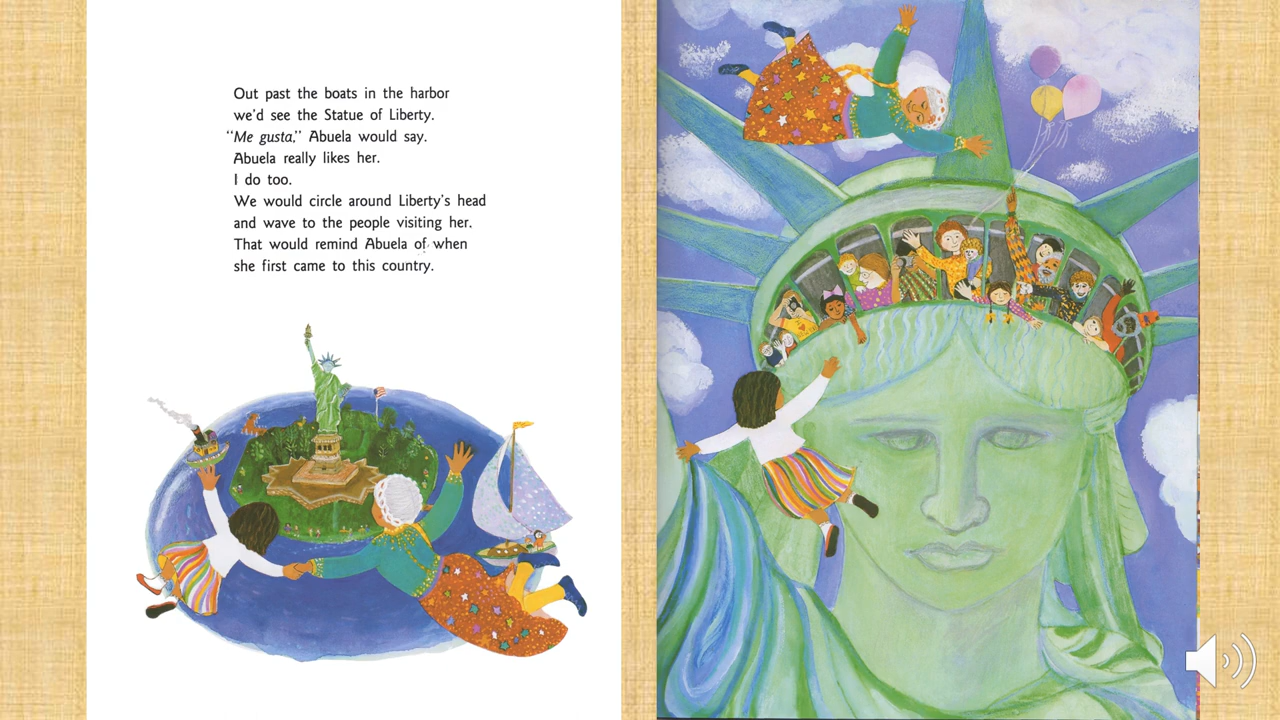 Out past the boats in the harbor
we'd see the Statue of Liberty.
"Me gusta," Abuela would say.
Abuela really likes her.
I do too.
We would circle around Liberty's head
and wave to the people visiting her.
That would remind Abuela of when
she first came to this country.